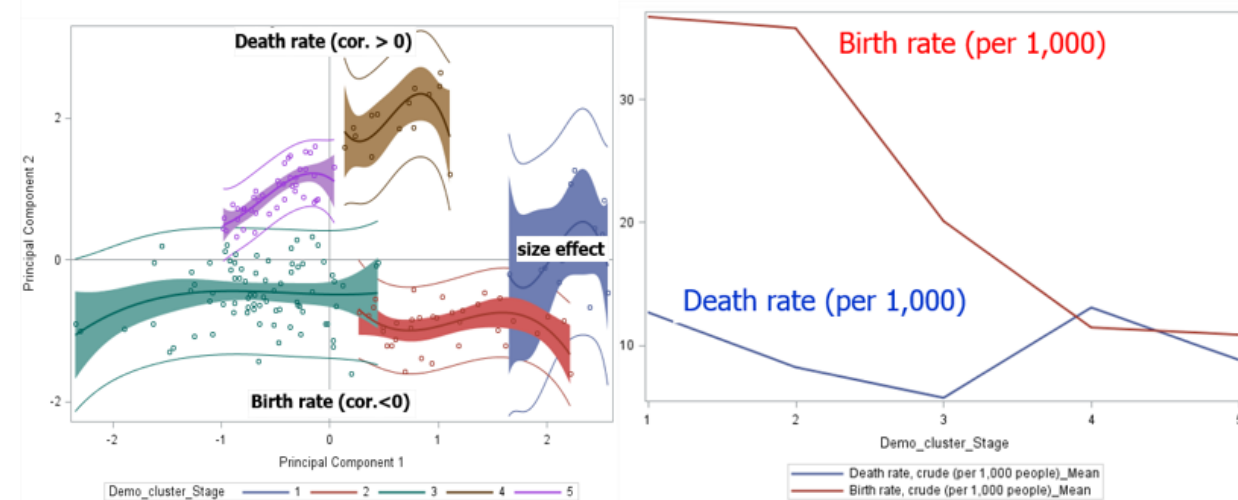 Death rate (cor. > 0)
2
0
-2
Principal Component 2
size effect
Birth rate (cor.<0)
-2 -1 0 1 2
Principal Component 1
Demo_cluster_Stage 1 2 3 4 5
Birth rate (per 1,000)
30
20
Death rate (per 1,000)
10
1 2 3 4 5
Demo_cluster_Stage
Death rate, crude (per 1,000 people)_Mean
Birth rate, crude (per 1,000 people)_Mean